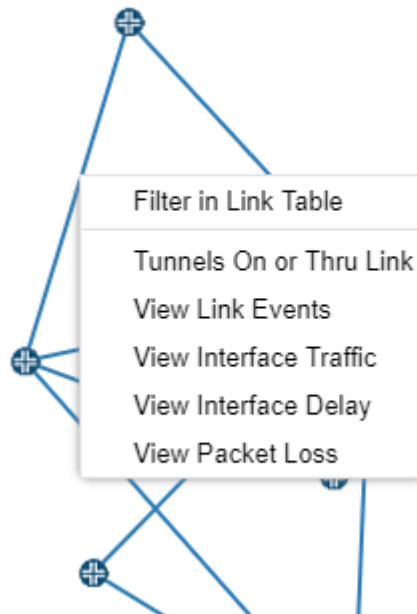 Filter in Link Table
Tunnels On or Thru Link
View Link Events
View Interface Traffic
View Interface Delay
View Packet Loss